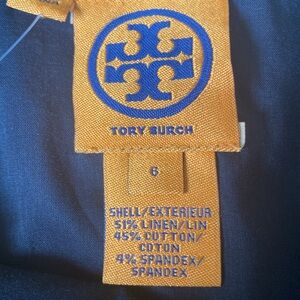 TORY BURCH
6
SHELL/EXTERIEUR
51% LINEN/LIN
45% COTTON/
COTON
4% SPANDEX/
SPANDEX